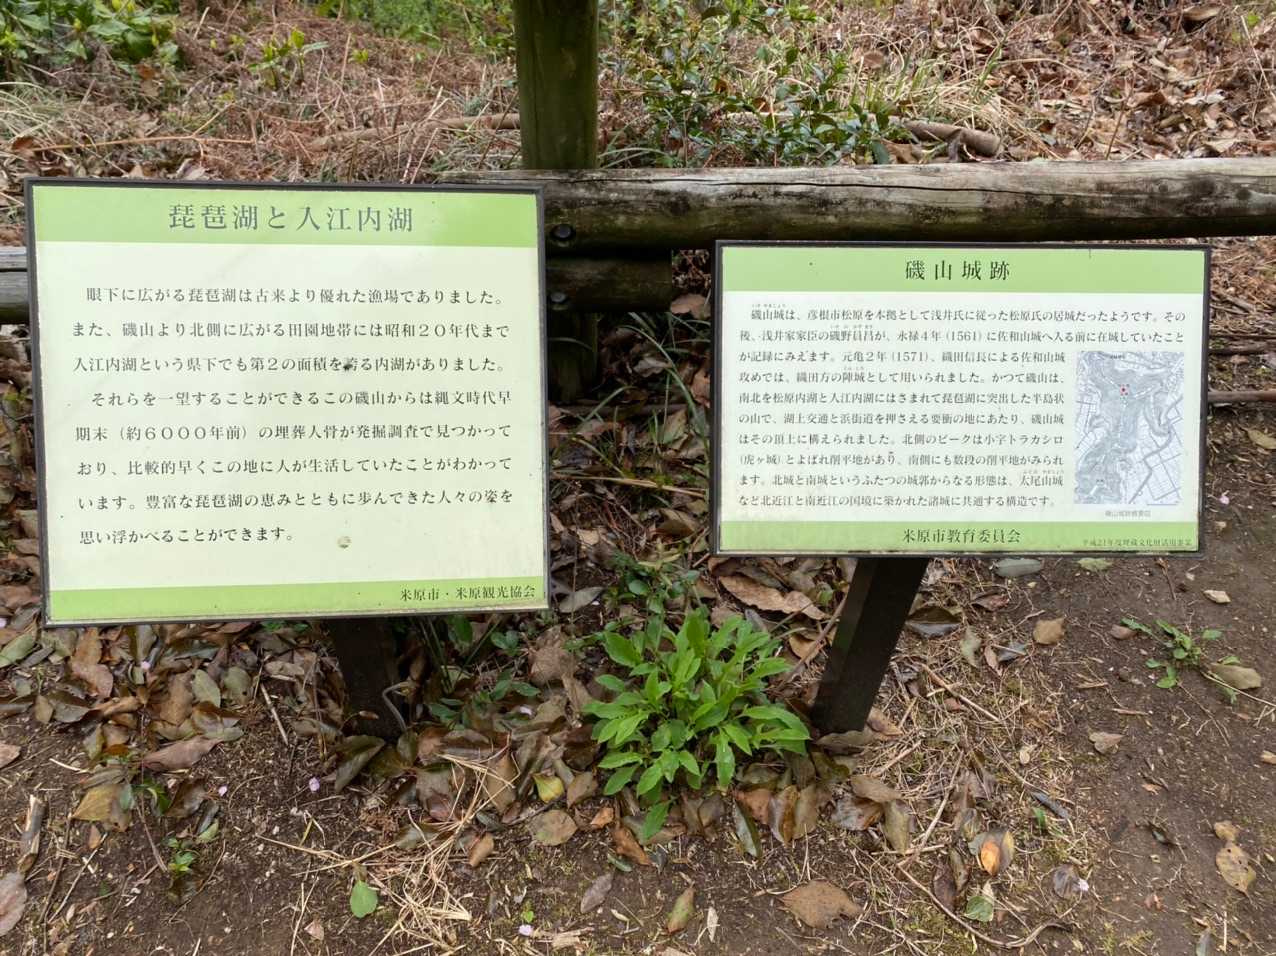 琵琶湖と入江内湖
眼下に広がる琵琶湖は古来より優れた漁場でありました。
また、磯山より北側に広がる田園地帯には昭和２０年代まで
入江内湖という県下でも第２の面積を誇る内湖がありました。
それらを一望することができるこの磯山からは縄文時代早
期末（約６０００年前）の埋葬人骨が発掘調査で見つかって
おり、比較的早くこの地に人が生活していたことがわかって
います。豊富な琵琶湖の恵みとともに歩んできた人々の姿を
思い浮かべることができます。
米原市・米原観光協会
磯山城跡
磯山城は、彦根市松原を本拠として浅井氏に従った松原氏の居城だったようです。その
後、浅井家家臣の磯野員昌が、永禄４年（1561）に佐和山城へ入る前に在城していたこと
が記録にみえます。元亀２年（1571）、織田信長による佐和山城
攻めでは、織田方の陣城として用いられました。かつて磯山は、
南北を松原内湖と入江内湖にはさまれて琵琶湖に突出した半島状
の山で、湖上交通と浜街道を押さえる要衝の地にあたり、磯山城
はその頂上に構えられました。北側のピークは小字トラカシロ
（虎ヶ城）とよばれ削平地があり、南側にも数段の削平地がみられ
ます。北城と南城というふたつの城郭からなる形態は、太尾山城
など北近江と南近江の国境に築かれた諸城に共通する構造です。
磯山城跡概要図
米原市教育委員会
平成21年度埋蔵文化財活用事業